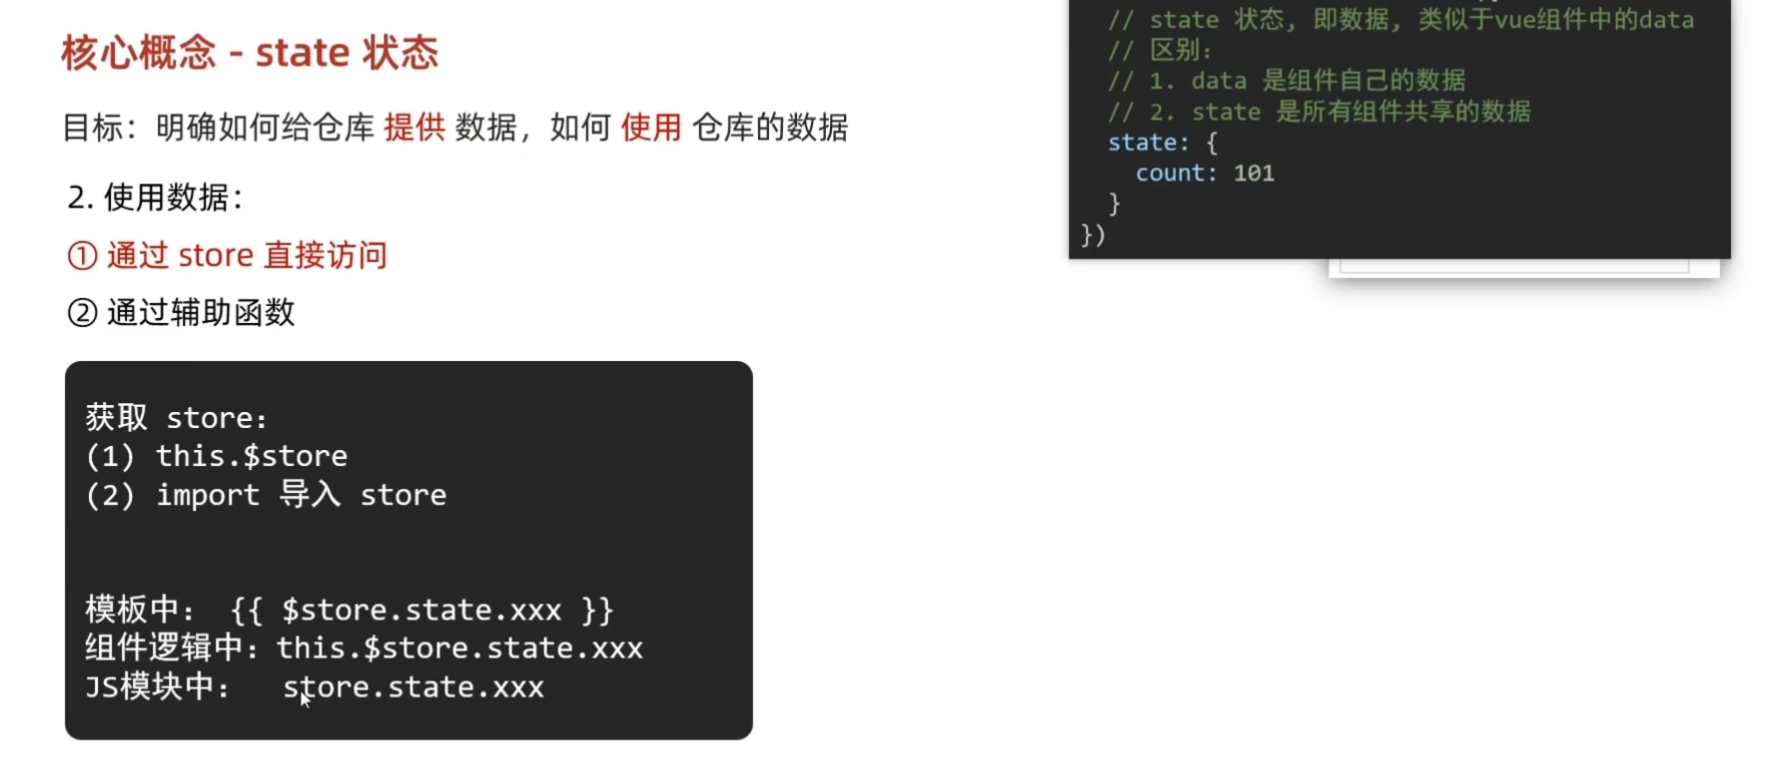 核心概念 - state 状态
目标：明确如何给仓库 提供 数据，如何 使用 仓库的数据
2. 使用数据：
① 通过 store 直接访问
② 通过辅助函数
获取 store：
(1) this.$store
(2) import 导入 store
模板中： {{ $store.state.xxx }}
组件逻辑中：this.$store.state.xxx
JS模块中： store.state.xxx
// state 状态, 即数据, 类似于vue组件中的data
// 区别：
// 1. data 是组件自己的数据
// 2. state 是所有组件共享的数据
state: {
count: 101
}
})